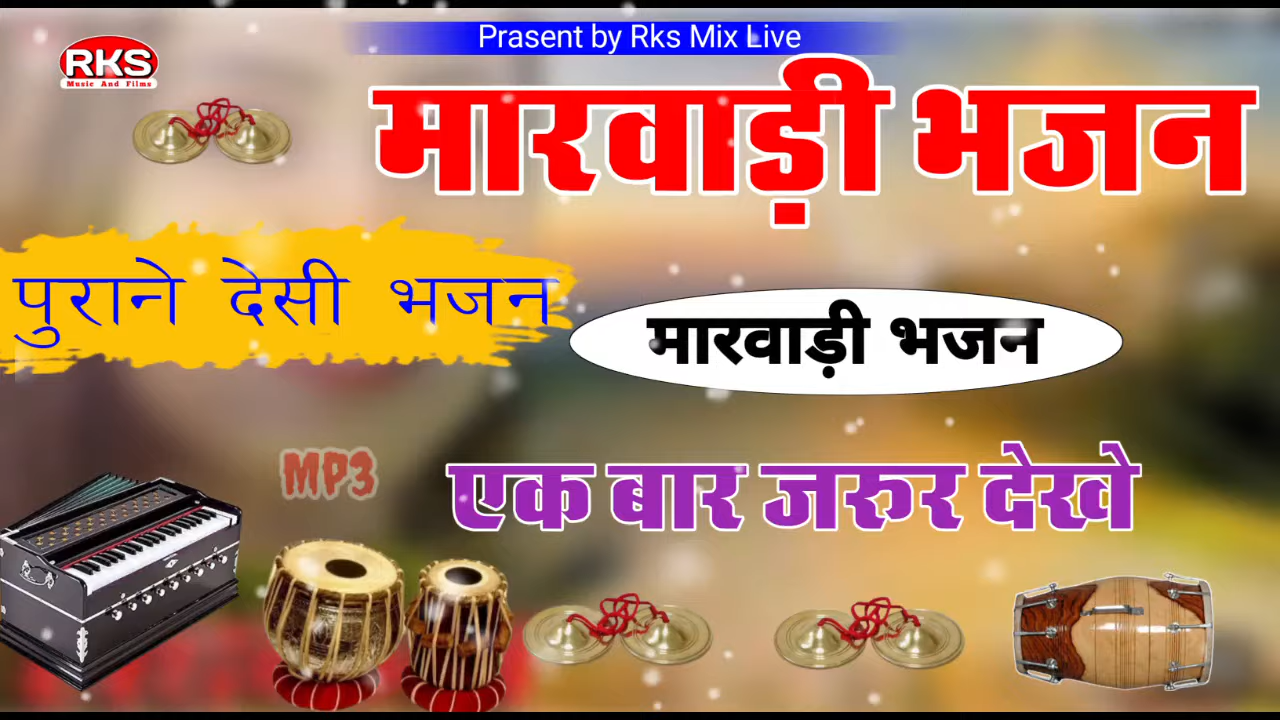 Prasent by Rks Mix Live
RKS
Music And Films
मारवाड़ी भजन
पुराने देसी भजन
मारवाड़ी भजन
MP3
एक बार जरुर देखे